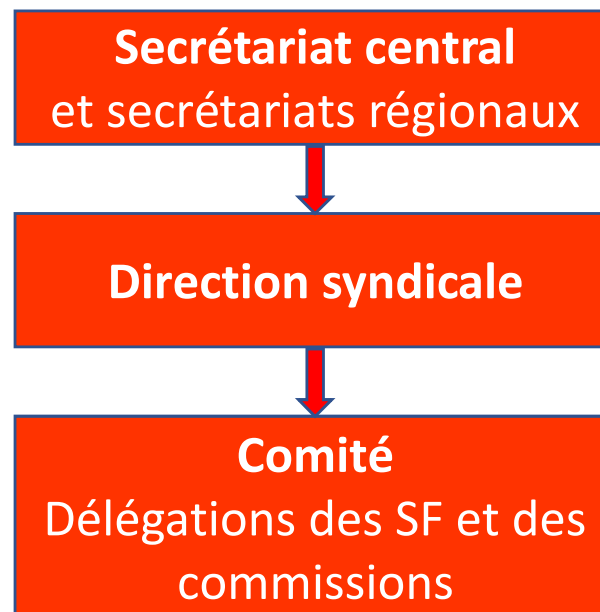 Secrétariat central
et secrétariats régionaux
Direction syndicale
Comité
Délégations des SF et des
commissions